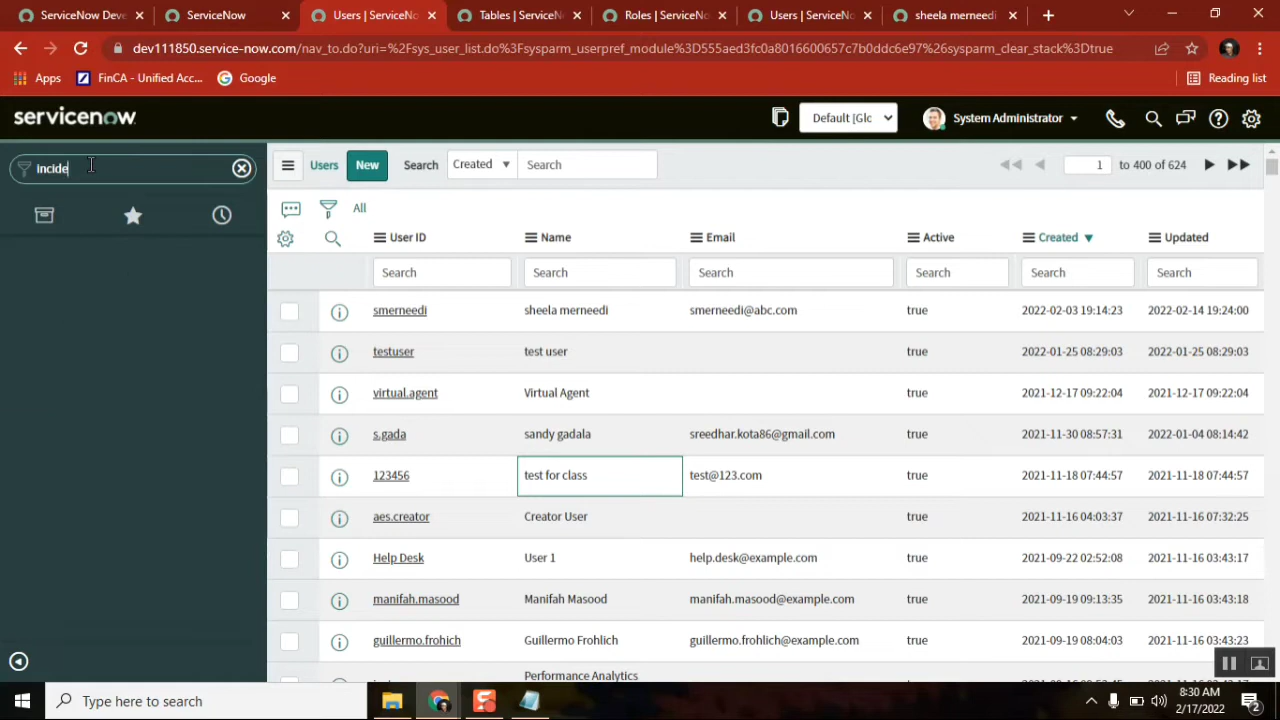 ServiceNow Deve
ServiceNow
Users | ServiceNo
Tables | ServiceN
Roles | ServiceN
Users | ServiceN
sheela merneedi
dev111850.service-now.com/nav_to.do?uri=%2Fsys_user_list.do%3Fsysparm_userpref_module%3D555aed3fc0a8016600657c7b0ddc6e97%26sysparm_clear_stack%3Dtrue
Apps
FinCA - Unified Acc...
Google
Reading list
servicenow
Default [Glc
System Administrator
incide
Users
New
Search
Created
Search
1
to 400 of 624
All
User ID
Name
Email
Active
Created
Updated
Search
Search
Search
Search
Search
Search
smerneedi sheela merneedi smerneedi@abc.com true 2022-02-03 19:14:23 2022-02-14 19:24:00
testuser test user true 2022-01-25 08:29:03 2022-01-25 08:29:03
virtual.agent Virtual Agent true 2021-12-17 09:22:04 2021-12-17 09:22:04
s.gada sandy gadala sreedhar.kota86@gmail.com true 2021-11-30 08:57:31 2022-01-04 08:14:42
123456 test for class test@123.com true 2021-11-18 07:44:57 2021-11-18 07:44:57
aes.creator Creator User true 2021-11-16 04:03:37 2021-11-16 07:32:25
Help Desk User 1 help.desk@example.com true 2021-09-22 02:52:08 2021-11-16 03:43:17
manifah.masood Manifah Masood manifah.masood@example.com true 2021-09-19 09:13:35 2021-11-16 03:43:18
guillermo.frohich Guillermo Frohlich guillermo.frohlich@example.com true 2021-09-19 08:04:03 2021-11-16 03:43:23
Performance Analytics
Type here to search
8:30 AM
2/17/2022
2